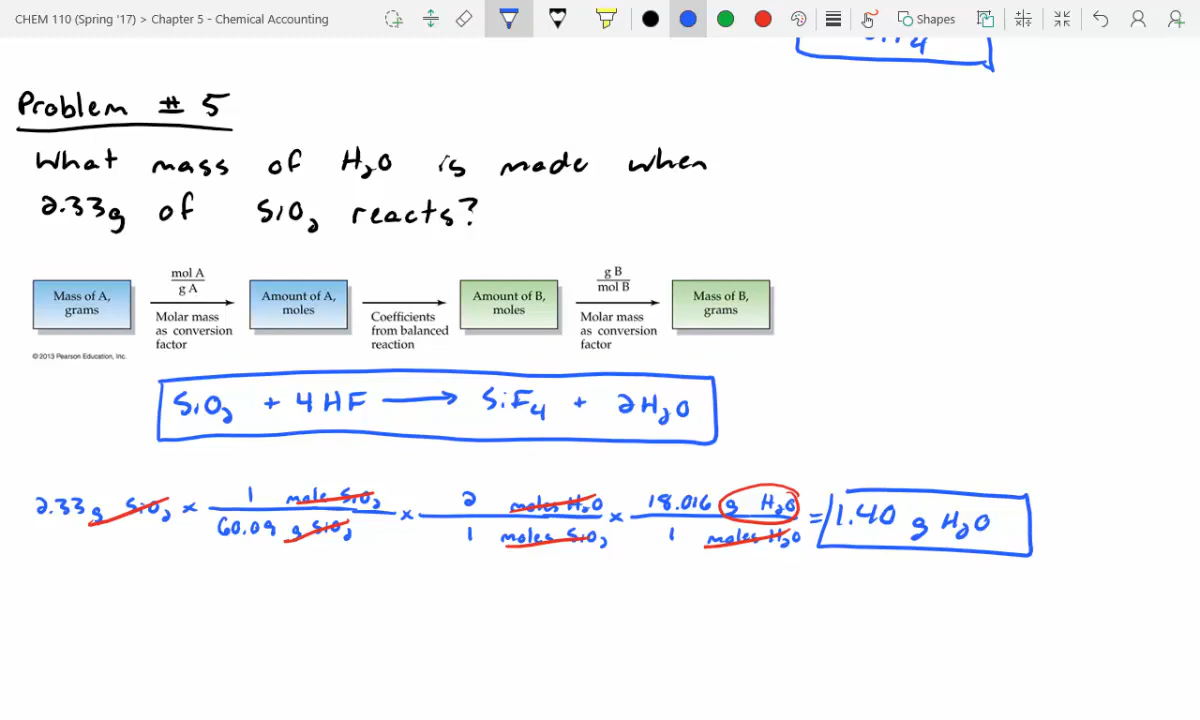 CHEM 110 (Spring '17) > Chapter 5 - Chemical Accounting
Shapes
Problem # 5
What mass of H₂O is made when
2.33g of SiO₂ reacts?
Mass of A, grams
mol A / g A
Molar mass as conversion factor
Amount of A, moles
Coefficients from balanced reaction
Amount of B, moles
g B / mol B
Molar mass as conversion factor
Mass of B, grams
© 2013 Pearson Education, Inc.
SiO₂ + 4HF → SiF₄ + 2H₂O
2.33 g SiO₂ × 1 mole SiO₂ / 60.09 g SiO₂ × 2 moles H₂O / 1 moles SiO₂ × 18.016 g H₂O / 1 moles H₂O = 1.40 g H₂O